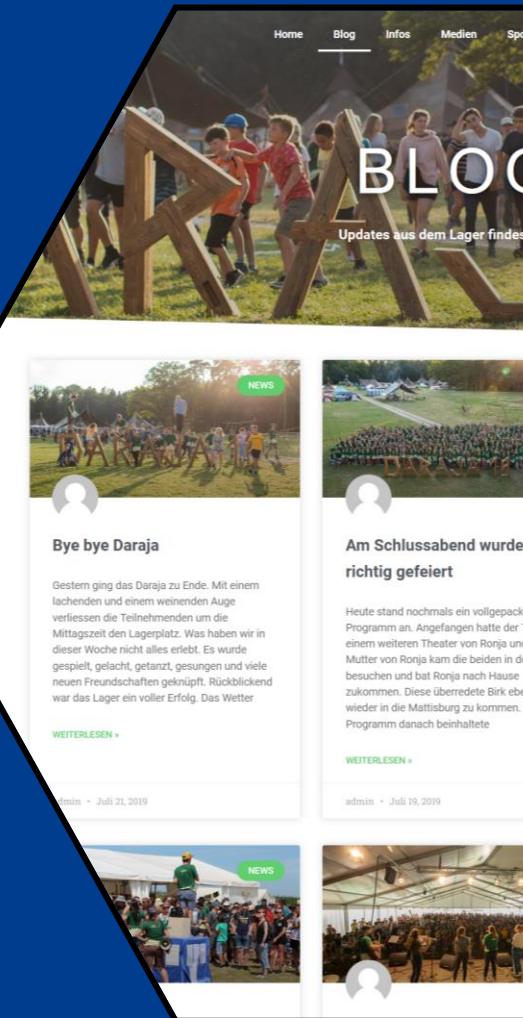 Home Blog Infos Medien
BLOG
Updates aus dem Lager findes
NEWS
Bye bye Daraja
Gestern ging das Daraja zu Ende. Mit einem
lachenden und einem weinenden Auge
verliessen die Teilnehmenden um die
Mittagszeit den Lagerplatz. Was haben wir in
dieser Woche nicht alles erlebt. Es wurde
gespielt, gelacht, getanzt, gesungen und viele
neuen Freundschaften geknüpft. Rückblickend
war das Lager ein voller Erfolg. Das Wetter
WEITERLESEN »
admin • Juli 21, 2019
Am Schlussabend wurde
richtig gefeiert
Heute stand nochmals ein vollgepack
Programm an. Angefangen hatte der
einem weiteren Theater von Ronja und
Mutter von Ronja kam die beiden in de
besuchen und bat Ronja nach Hause
zukommen. Diese überredete Birk ebe
wieder in die Mattisburg zu kommen.
Programm danach beinhaltete
WEITERLESEN »
admin • Juli 19, 2019
NEWS